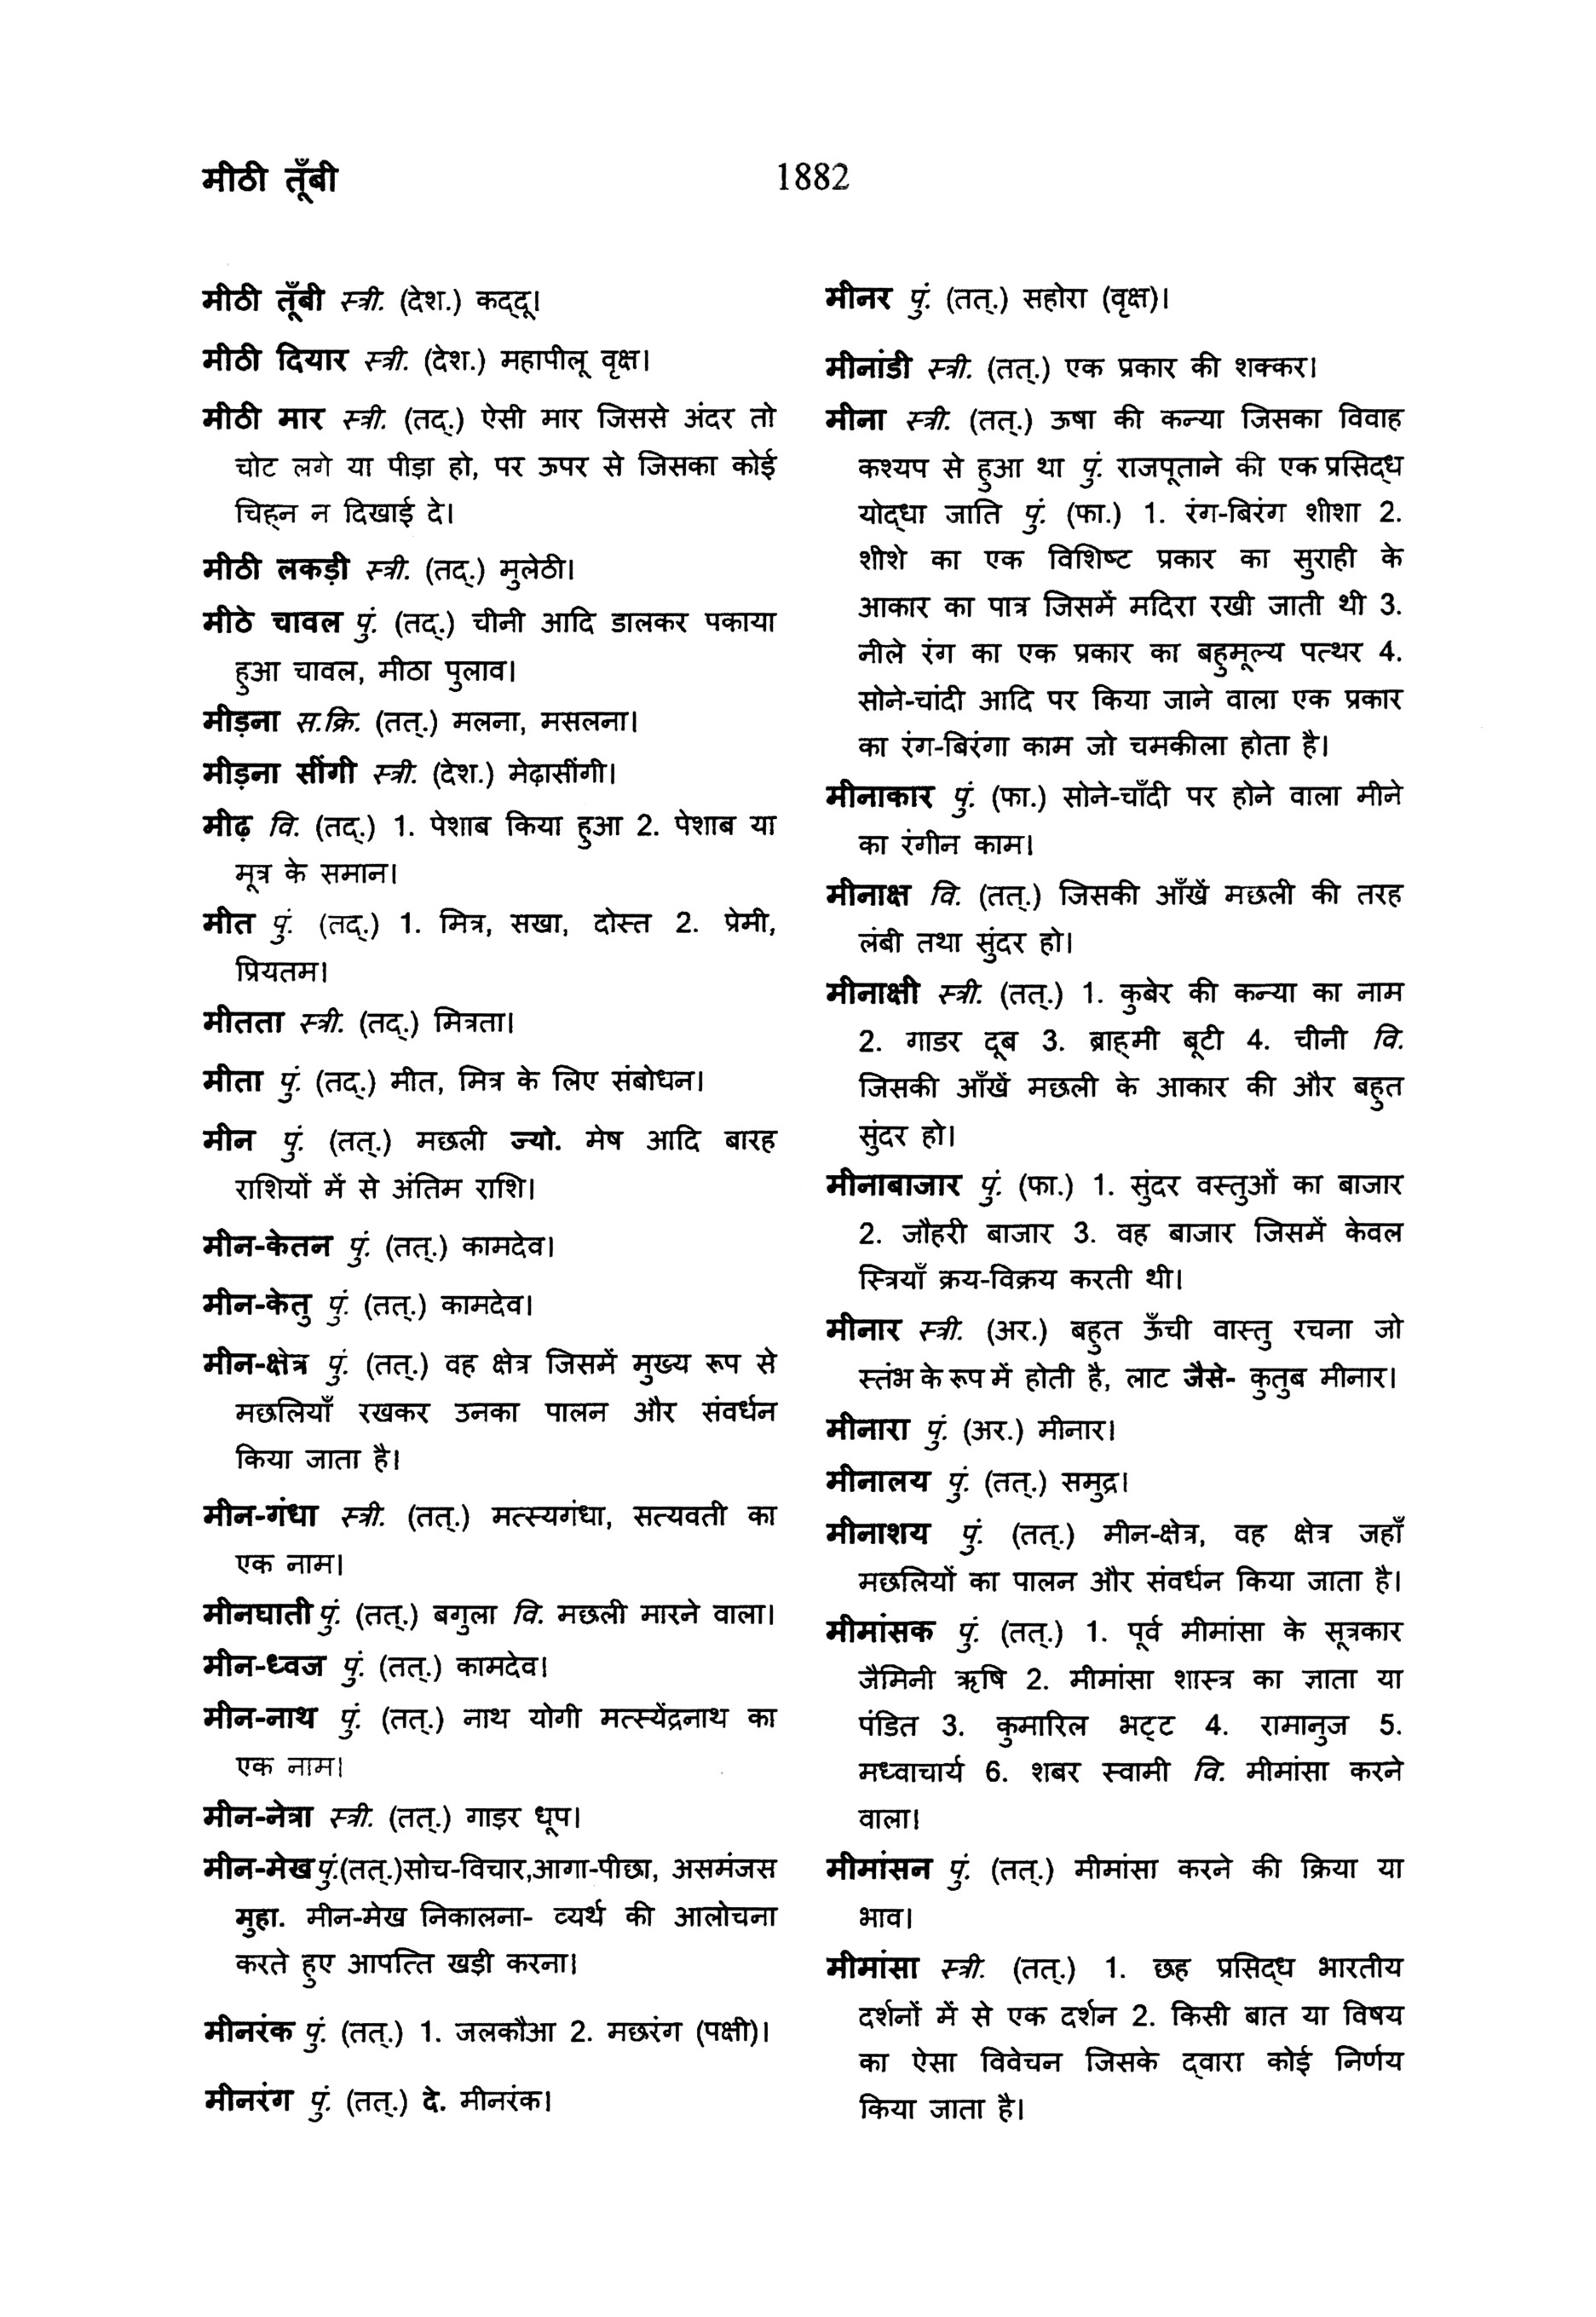 मीठी तूँबी
1882
मीठी तूँबी स्त्री. (देश.) कद्दू।
मीठी दियार स्त्री. (देश.) महापीलू वृक्ष।
मीठी मार स्त्री. (तद्.) ऐसी मार जिससे अंदर तो
चोट लगे या पीड़ा हो, पर ऊपर से जिसका कोई
चिह्न न दिखाई दे।
मीठी लकड़ी स्त्री. (तद्.) मुलेठी।
मीठे चावल पुं. (तद्.) चीनी आदि डालकर पकाया
हुआ चावल, मीठा पुलाव।
मीड़ना स.क्रि. (तत्.) मलना, मसलना।
मीड़ना सींगी स्त्री. (देश.) मेढ़ासींगी।
मीढ़ वि. (तद्.) 1. पेशाब किया हुआ 2. पेशाब या
मूत्र के समान।
मीत पुं. (तद्.) 1. मित्र, सखा, दोस्त 2. प्रेमी,
प्रियतम।
मीतता स्त्री. (तद्.) मित्रता।
मीता पुं. (तद्.) मीत, मित्र के लिए संबोधन।
मीन पुं. (तत्.) मछली ज्यो. मेष आदि बारह
राशियों में से अंतिम राशि।
मीन-केतन पुं. (तत्.) कामदेव।
मीन-केतु पुं. (तत्.) कामदेव।
मीन-क्षेत्र पुं. (तत्.) वह क्षेत्र जिसमें मुख्य रूप से
मछलियाँ रखकर उनका पालन और संवर्धन
किया जाता है।
मीन-गंधा स्त्री. (तत्.) मत्स्यगंधा, सत्यवती का
एक नाम।
मीनघाती पुं. (तत्.) बगुला वि. मछली मारने वाला।
मीन-ध्वज पुं. (तत्.) कामदेव।
मीन-नाथ पुं. (तत्.) नाथ योगी मत्स्येंद्रनाथ का
एक नाम।
मीन-नेत्रा स्त्री. (तत्.) गाइर धूप।
मीन-मेख पुं.(तत्.)सोच-विचार,आगा-पीछा, असमंजस
मुहा. मीन-मेख निकालना- व्यर्थ की आलोचना
करते हुए आपत्ति खड़ी करना।
मीनरंक पुं. (तत्.) 1. जलकौआ 2. मछरंग (पक्षी)।
मीनरंग पुं. (तत्.) दे. मीनरंक।
मीनर पुं. (तत्.) सहोरा (वृक्ष)।
मीनांडी स्त्री. (तत्.) एक प्रकार की शक्कर।
मीना स्त्री. (तत्.) ऊषा की कन्या जिसका विवाह
कश्यप से हुआ था पुं. राजपूताने की एक प्रसिद्ध
योद्धा जाति पुं. (फा.) 1. रंग-बिरंग शीशा 2.
शीशे का एक विशिष्ट प्रकार का सुराही के
आकार का पात्र जिसमें मदिरा रखी जाती थी 3.
नीले रंग का एक प्रकार का बहुमूल्य पत्थर 4.
सोने-चांदी आदि पर किया जाने वाला एक प्रकार
का रंग-बिरंगा काम जो चमकीला होता है।
मीनाकार पुं. (फा.) सोने-चाँदी पर होने वाला मीने
का रंगीन काम।
मीनाक्ष वि. (तत्.) जिसकी आँखें मछली की तरह
लंबी तथा सुंदर हो।
मीनाक्षी स्त्री. (तत्.) 1. कुबेर की कन्या का नाम
2. गाडर दूब 3. ब्राह्मी बूटी 4. चीनी वि.
जिसकी आँखें मछली के आकार की और बहुत
सुंदर हो।
मीनाबाजार पुं. (फा.) 1. सुंदर वस्तुओं का बाजार
2. जौहरी बाजार 3. वह बाजार जिसमें केवल
स्त्रियाँ क्रय-विक्रय करती थी।
मीनार स्त्री. (अर.) बहुत ऊँची वास्तु रचना जो
स्तंभ के रूप में होती है, लाट जैसे- कुतुब मीनार।
मीनारा पुं. (अर.) मीनार।
मीनालय पुं. (तत्.) समुद्र।
मीनाशय पुं. (तत्.) मीन-क्षेत्र, वह क्षेत्र जहाँ
मछलियों का पालन और संवर्धन किया जाता है।
मीमांसक पुं. (तत्.) 1. पूर्व मीमांसा के सूत्रकार
जैमिनी ऋषि 2. मीमांसा शास्त्र का ज्ञाता या
पंडित 3. कुमारिल भट्ट 4. रामानुज 5.
मध्वाचार्य 6. शबर स्वामी वि. मीमांसा करने
वाला।
मीमांसन पुं. (तत्.) मीमांसा करने की क्रिया या
भाव।
मीमांसा स्त्री. (तत्.) 1. छह प्रसिद्ध भारतीय
दर्शनों में से एक दर्शन 2. किसी बात या विषय
का ऐसा विवेचन जिसके द्वारा कोई निर्णय
किया जाता है।